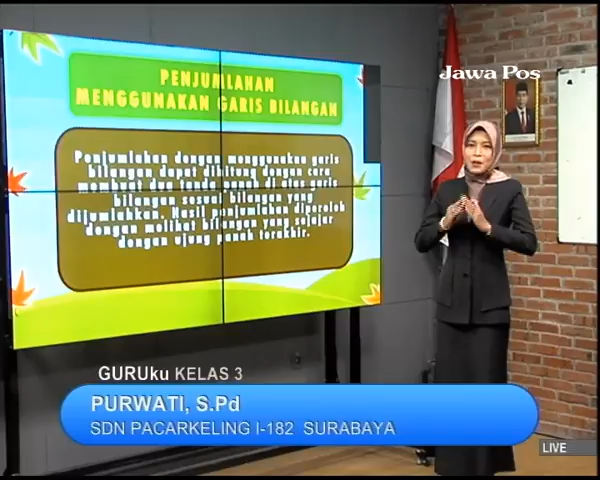 Jawa Pos
PENJUMLAHAN
MENGGUNAKAN GARIS BILANGAN
Penjumlahan dengan menggunakan garis
bilangan dapat dihitung dengan cara
membuat dua tanda panah di atas garis
bilangan sesuai bilangan yang
dijumlahkan. Hasil penjumlahan diperoleh
dengan melihat bilangan yang sejajar
dengan ujung panah terakhir.
GURUku KELAS 3
PURWATI, S.Pd
SDN PACARKELING I-182 SURABAYA
LIVE